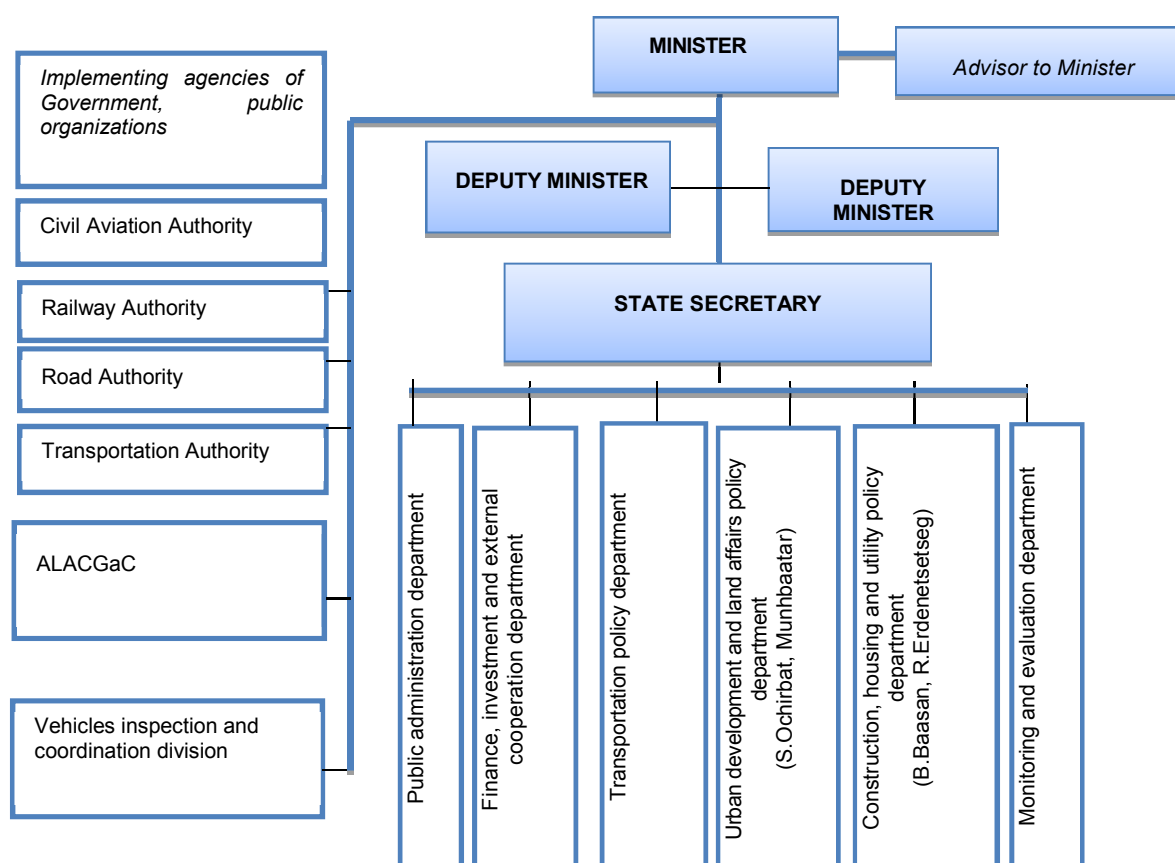 MINISTER
Advisor to Minister
Implementing agencies of
Government, public
organizations
DEPUTY MINISTER
DEPUTY
MINISTER
Civil Aviation Authority
Railway Authority
STATE SECRETARY
Road Authority
Transportation Authority
ALACGaC
Vehicles inspection and
coordination division
Public administration department
Finance, investment and external
cooperation department
Transportation policy department
Urban development and land affairs policy
department
(S.Ochirbat, Munhbaatar)
Construction, housing and utility policy
department
(B.Baasan, R.Erdenetsetseg)
Monitoring and evaluation department